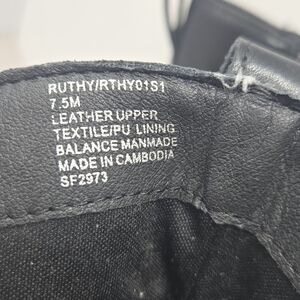 RUTHY/RTHY01S1
7.5M
LEATHER UPPER
TEXTILE/PU LINING
BALANCE MANMADE
MADE IN CAMBODIA
SF2973